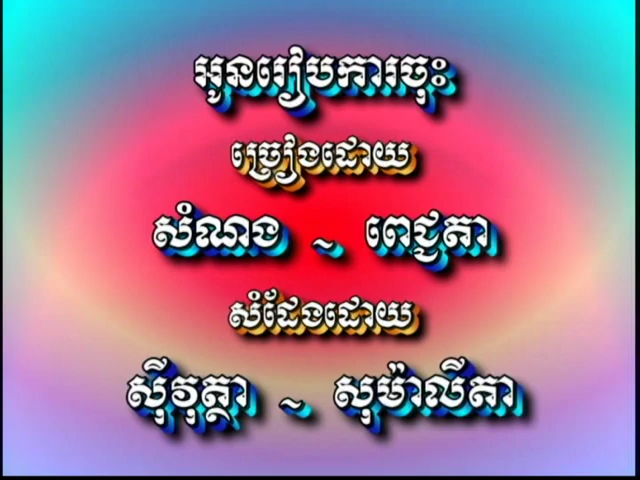 អូនរៀបការចុះ
ច្រៀងដោយ
សំណង ~ ពេជ្ជតា
សំដែងដោយ
ស៊ីវុត្ថា ~ សុម៉ាលីតា